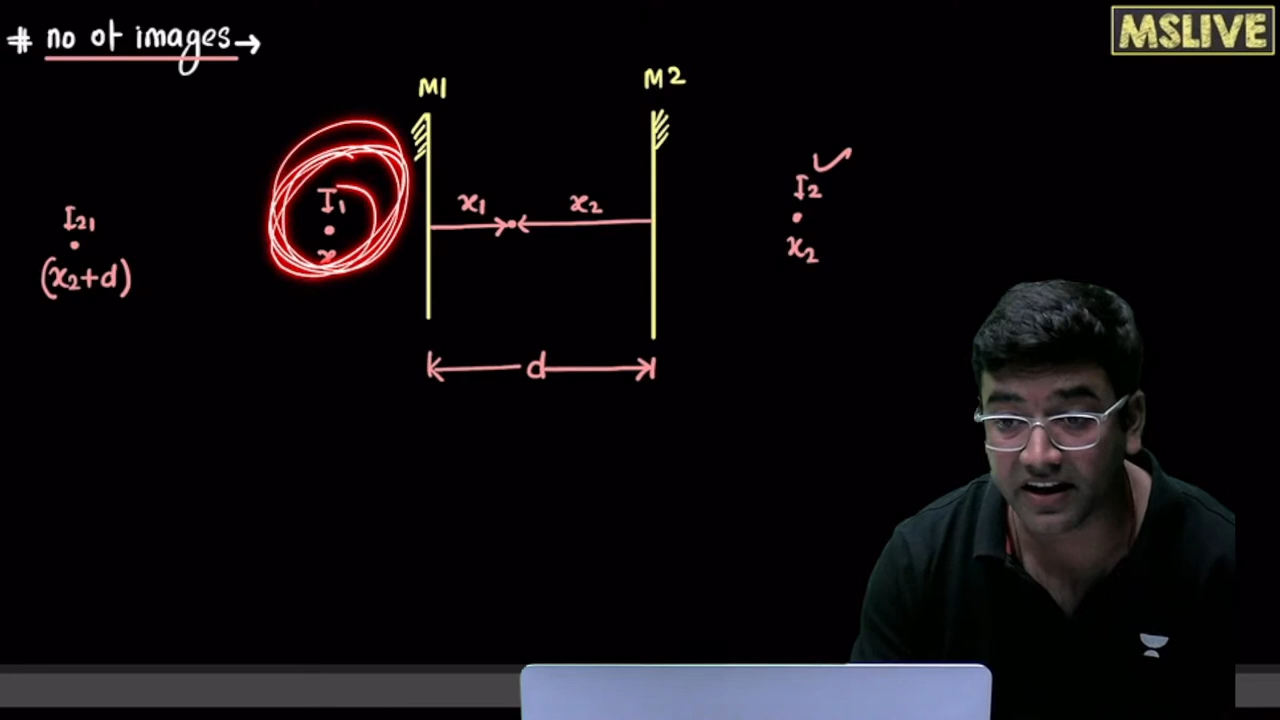 # no of images →
MSLIVE
M1
M2
I₁
x
x₁
x₂
I₂ ✓
x₂
I₂₁
(x₂+d)
d